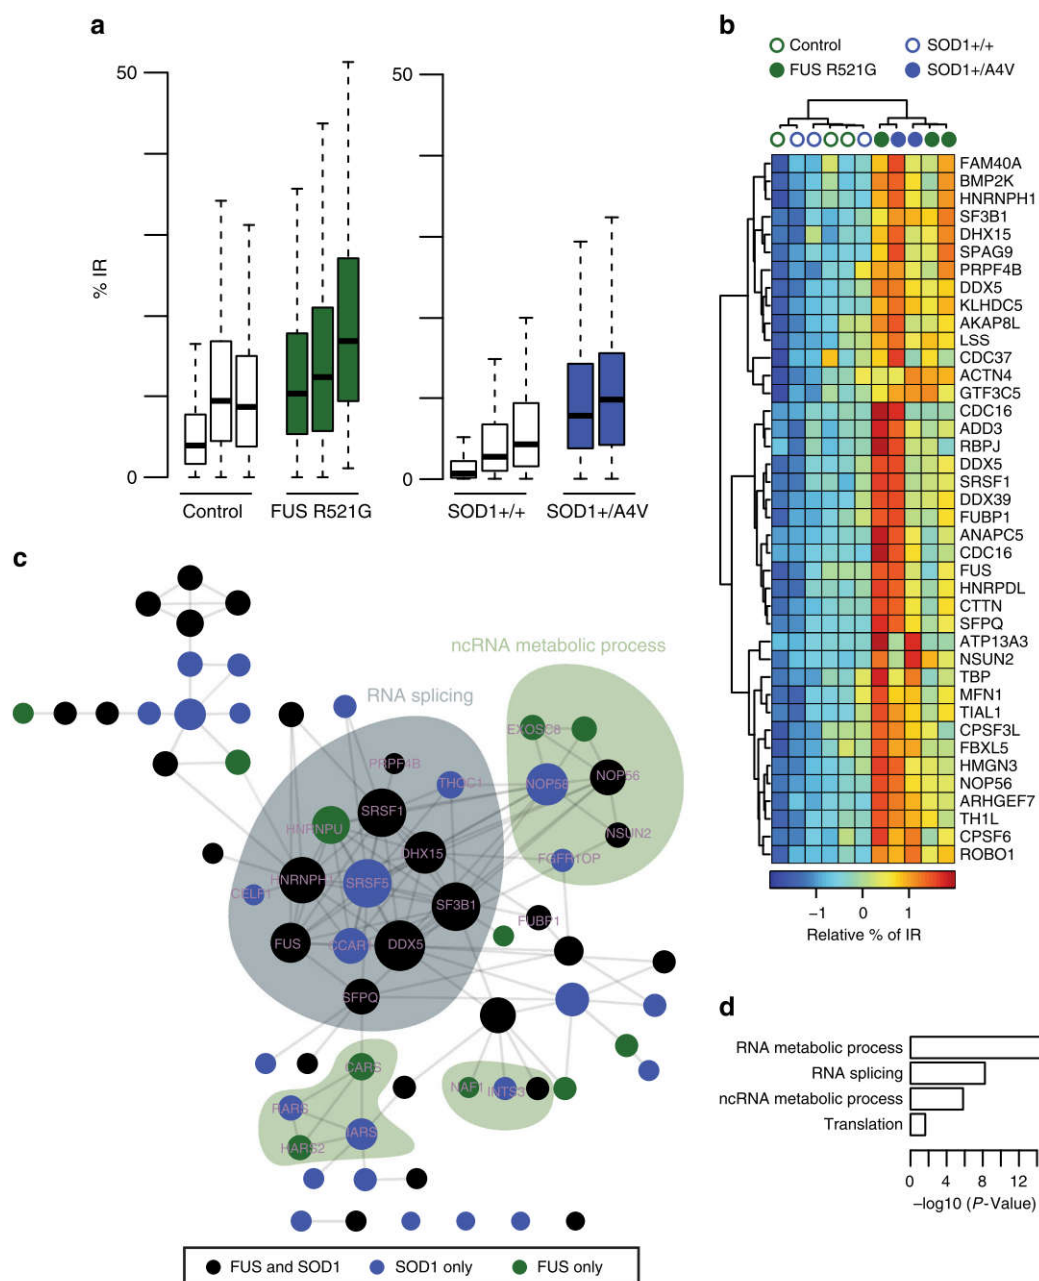 a
50
% IR
0
Control
FUS R521G
50
0
SOD1+/+
SOD1+/A4V
b
Control
SOD1+/+
FUS R521G
SOD1+/A4V
FAM40A
BMP2K
HNRNPH1
SF3B1
DHX15
SPAG9
PRPF4B
DDX5
KLHDC5
AKAP8L
LSS
CDC37
ACTN4
GTF3C5
CDC16
ADD3
RBPJ
DDX5
SRSF1
DDX39
FUBP1
ANAPC5
CDC16
FUS
HNRPDL
CTTN
SFPQ
ATP13A3
NSUN2
TBP
MFN1
TIAL1
CPSF3L
FBXL5
HMGN3
NOP56
ARHGEF7
TH1L
CPSF6
ROBO1
−1 0 1
Relative % of IR
c
ncRNA metabolic process
RNA splicing
EXOSC8
PRPF4B
THOC1
NOP58
NOP56
SRSF1
HNRNPU
NSUN2
DHX15
FGFR1OP
HNRNPH1
SRSF5
CELF1
SF3B1
FUBP1
FUS
CCAR1
DDX5
SFPQ
CARS
NAF1
INTS3
RARS
IARS
HARS2
FUS and SOD1
SOD1 only
FUS only
d
RNA metabolic process
RNA splicing
ncRNA metabolic process
Translation
0 4 8 12
−log10 (P-Value)